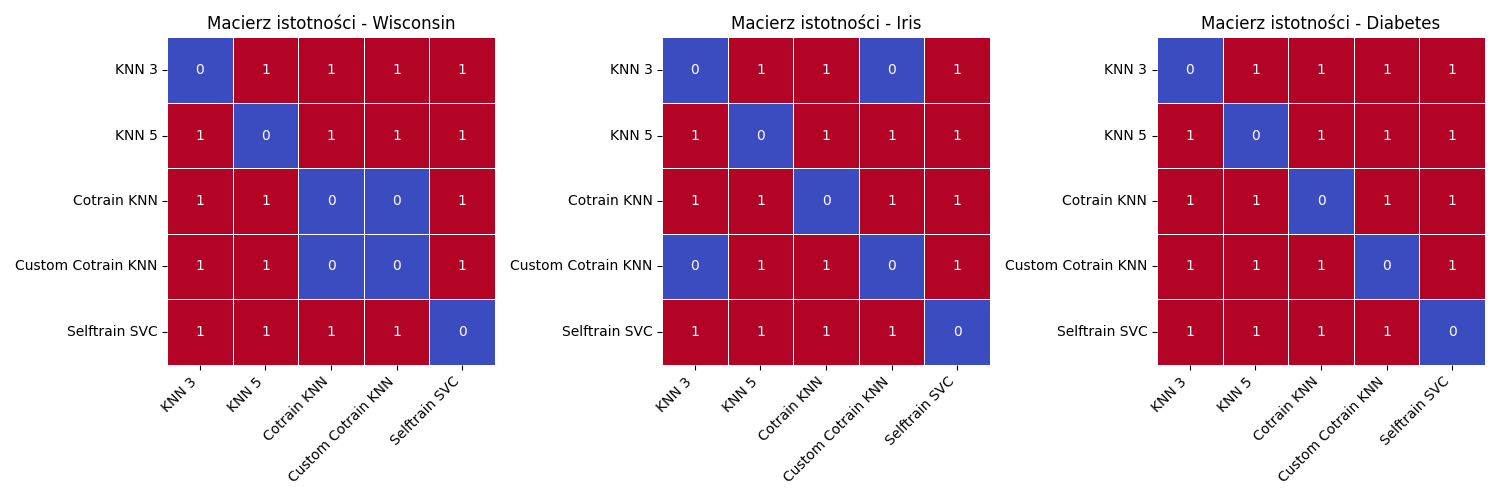 Macierz istotności - Wisconsin
KNN 3
0 1 1 1 1
KNN 5
1 0 1 1 1
Cotrain KNN
1 1 0 0 1
Custom Cotrain KNN
1 1 0 0 1
Selftrain SVC
1 1 1 1 0
KNN 3
KNN 5
Cotrain KNN
Custom Cotrain KNN
Selftrain SVC
Macierz istotności - Iris
KNN 3
0 1 1 0 1
KNN 5
1 0 1 1 1
Cotrain KNN
1 1 0 1 1
Custom Cotrain KNN
0 1 1 0 1
Selftrain SVC
1 1 1 1 0
KNN 3
KNN 5
Cotrain KNN
Custom Cotrain KNN
Selftrain SVC
Macierz istotności - Diabetes
KNN 3
0 1 1 1 1
KNN 5
1 0 1 1 1
Cotrain KNN
1 1 0 1 1
Custom Cotrain KNN
1 1 1 0 1
Selftrain SVC
1 1 1 1 0
KNN 3
KNN 5
Cotrain KNN
Custom Cotrain KNN
Selftrain SVC